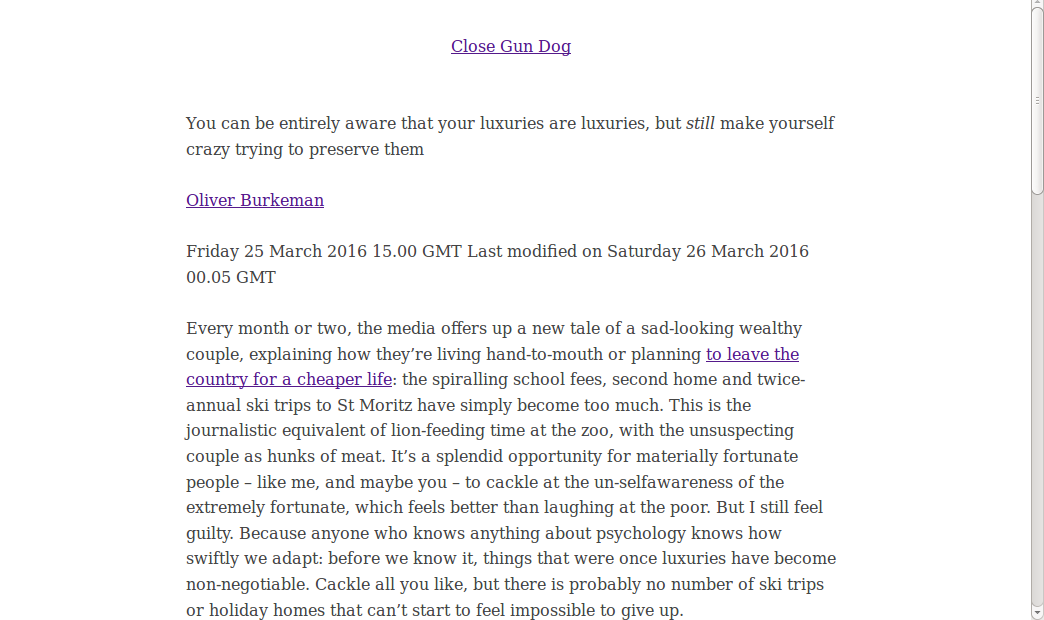 Close Gun Dog
You can be entirely aware that your luxuries are luxuries, but still make yourself
crazy trying to preserve them
Oliver Burkeman
Friday 25 March 2016 15.00 GMT Last modified on Saturday 26 March 2016
00.05 GMT
Every month or two, the media offers up a new tale of a sad-looking wealthy
couple, explaining how they’re living hand-to-mouth or planning to leave the
country for a cheaper life: the spiralling school fees, second home and twice-
annual ski trips to St Moritz have simply become too much. This is the
journalistic equivalent of lion-feeding time at the zoo, with the unsuspecting
couple as hunks of meat. It’s a splendid opportunity for materially fortunate
people – like me, and maybe you – to cackle at the un-selfawareness of the
extremely fortunate, which feels better than laughing at the poor. But I still feel
guilty. Because anyone who knows anything about psychology knows how
swiftly we adapt: before we know it, things that were once luxuries have become
non-negotiable. Cackle all you like, but there is probably no number of ski trips
or holiday homes that can’t start to feel impossible to give up.